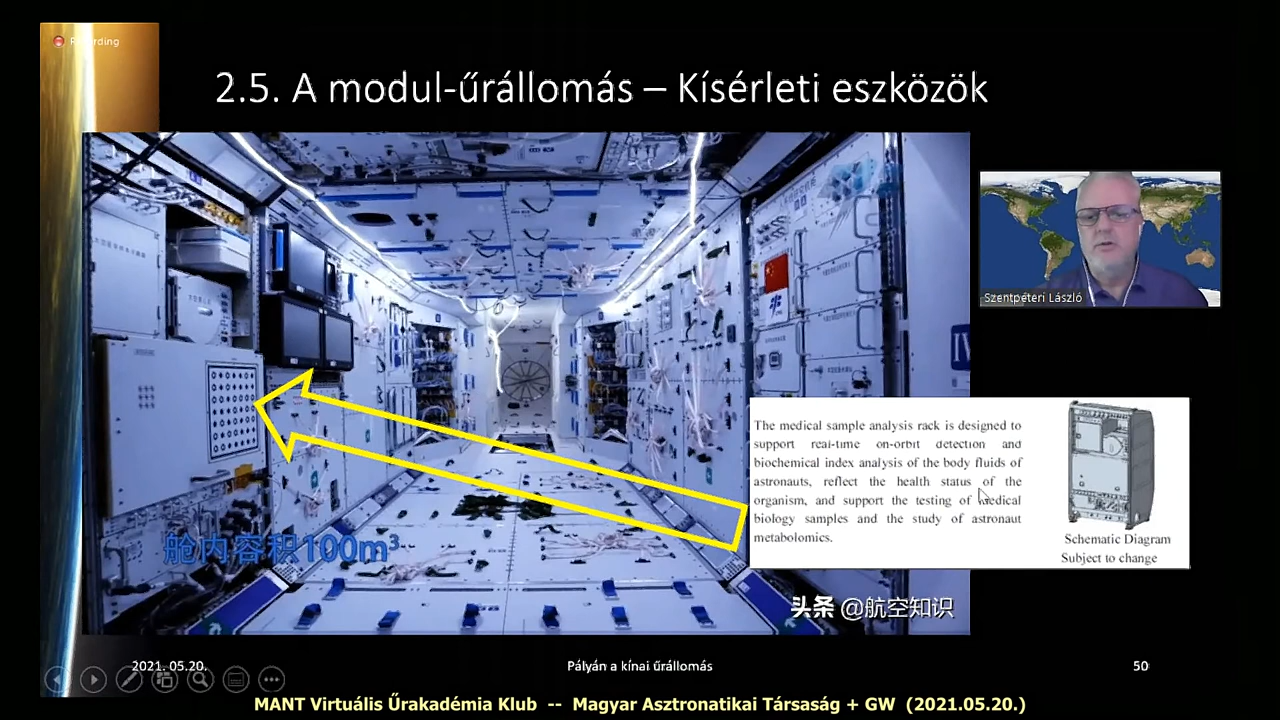 Recording
2.5. A modul-űrállomás – Kísérleti eszközök
Szentpéteri László
IV
The medical sample analysis rack is designed to
support real-time on-orbit detection and
biochemical index analysis of the body fluids of
astronauts, reflect the health status of the
organism, and support the testing of medical
biology samples and the study of astronaut
metabolomics.
Schematic Diagram
Subject to change
舱内容积100m³
头条 @航空知识
2021. 05.20.
Pályán a kínai űrállomás
50
MANT Virtuális Űrakadémia Klub -- Magyar Asztronatikai Társaság + GW (2021.05.20.)